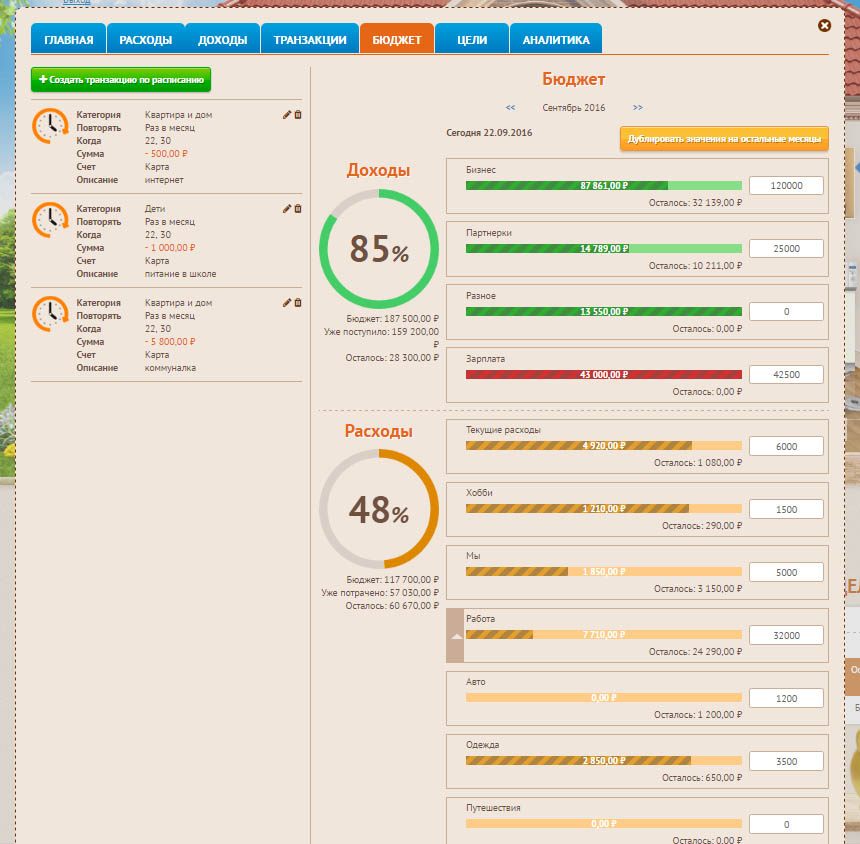 Выход
ГЛАВНАЯ
РАСХОДЫ
ДОХОДЫ
ТРАНЗАКЦИИ
БЮДЖЕТ
ЦЕЛИ
АНАЛИТИКА
+ Создать транзакцию по расписанию
Категория Квартира и дом
Повторять Раз в месяц
Когда 22, 30
Сумма - 500,00 ₽
Счет Карта
Описание интернет
Категория Дети
Повторять Раз в месяц
Когда 22, 30
Сумма - 1 000,00 ₽
Счет Карта
Описание питание в школе
Категория Квартира и дом
Повторять Раз в месяц
Когда 22, 30
Сумма - 5 800,00 ₽
Счет Карта
Описание коммуналка
Бюджет
<< Сентябрь 2016 >>
Сегодня 22.09.2016
Дублировать значения на остальные месяцы
Доходы
85%
Бюджет: 187 500,00 ₽
Уже поступило: 159 200,00
₽
Осталось: 28 300,00 ₽
Бизнес
87 861,00 ₽ 120000
Осталось: 32 139,00 ₽
Партнерки
14 789,00 ₽ 25000
Осталось: 10 211,00 ₽
Разное
13 550,00 ₽ 0
Осталось: 0,00 ₽
Зарплата
43 000,00 ₽ 42500
Осталось: 0,00 ₽
Расходы
48%
Бюджет: 117 700,00 ₽
Уже потрачено: 57 030,00 ₽
Осталось: 60 670,00 ₽
Текущие расходы
4 920,00 ₽ 6000
Осталось: 1 080,00 ₽
Хобби
1 210,00 ₽ 1500
Осталось: 290,00 ₽
Мы
1 850,00 ₽ 5000
Осталось: 3 150,00 ₽
Работа
7 710,00 ₽ 32000
Осталось: 24 290,00 ₽
Авто
0,00 ₽ 1200
Осталось: 1 200,00 ₽
Одежда
2 850,00 ₽ 3500
Осталось: 650,00 ₽
Путешествия
0,00 ₽ 0
Осталось: 0,00 ₽